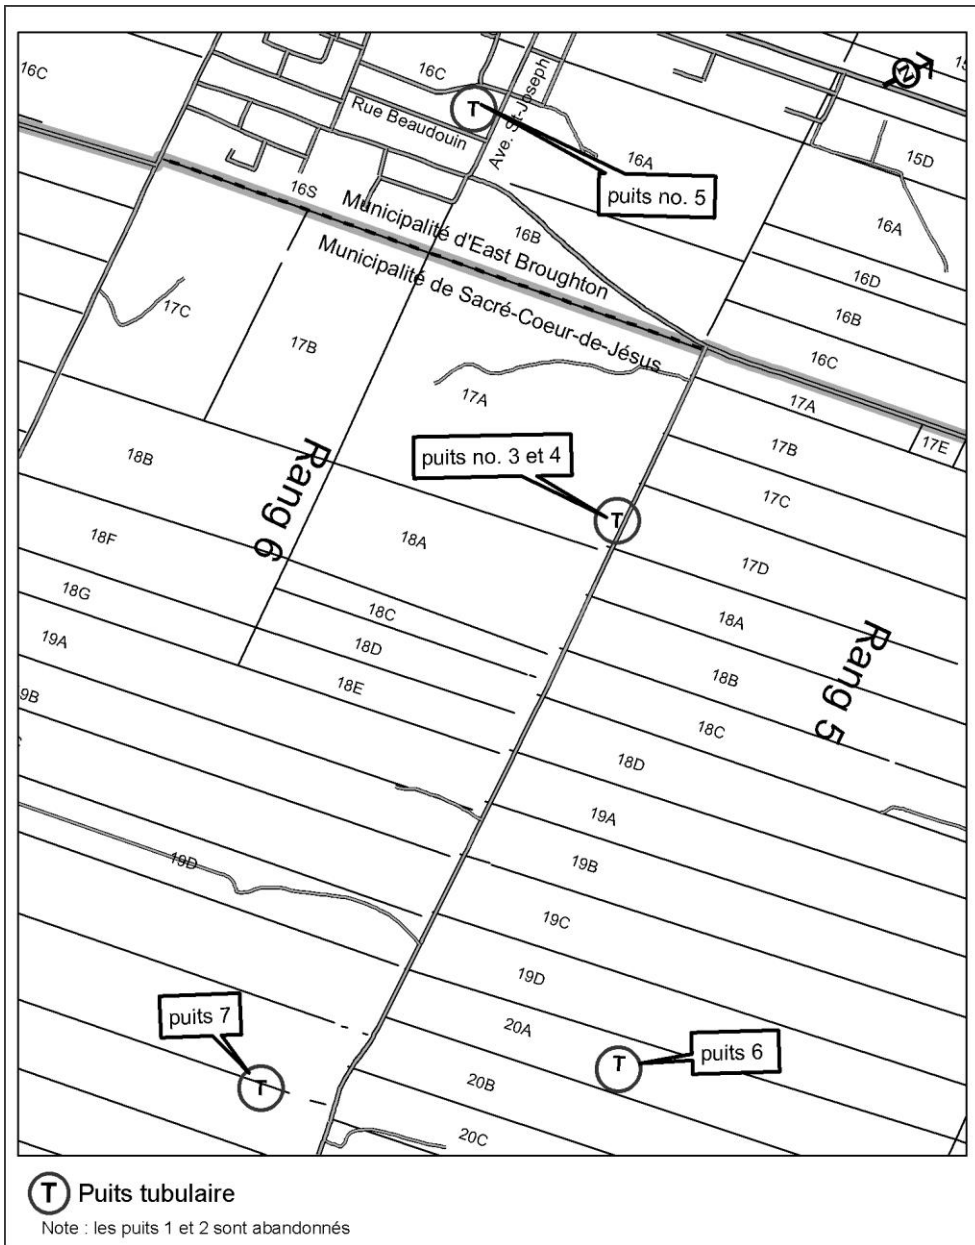 16C
16C
Rue Beaudouin
T
Ave. St-Joseph
N
15D
16A
puits no. 5
16A
16S
Municipalité d'East Broughton
16B
Municipalité de Sacré-Coeur-de-Jésus
16D
16B
16C
17C
17B
17A
17A
17B
17E
puits no. 3 et 4
18B
Rang 6
17C
T
18F
18A
17D
18G
18C
18A
Rang 5
19A
18D
18B
18E
18C
9B
18D
19A
19B
19D
19C
19D
puits 7
20A
T
puits 6
T
20B
20C
T Puits tubulaire
Note : les puits 1 et 2 sont abandonnés